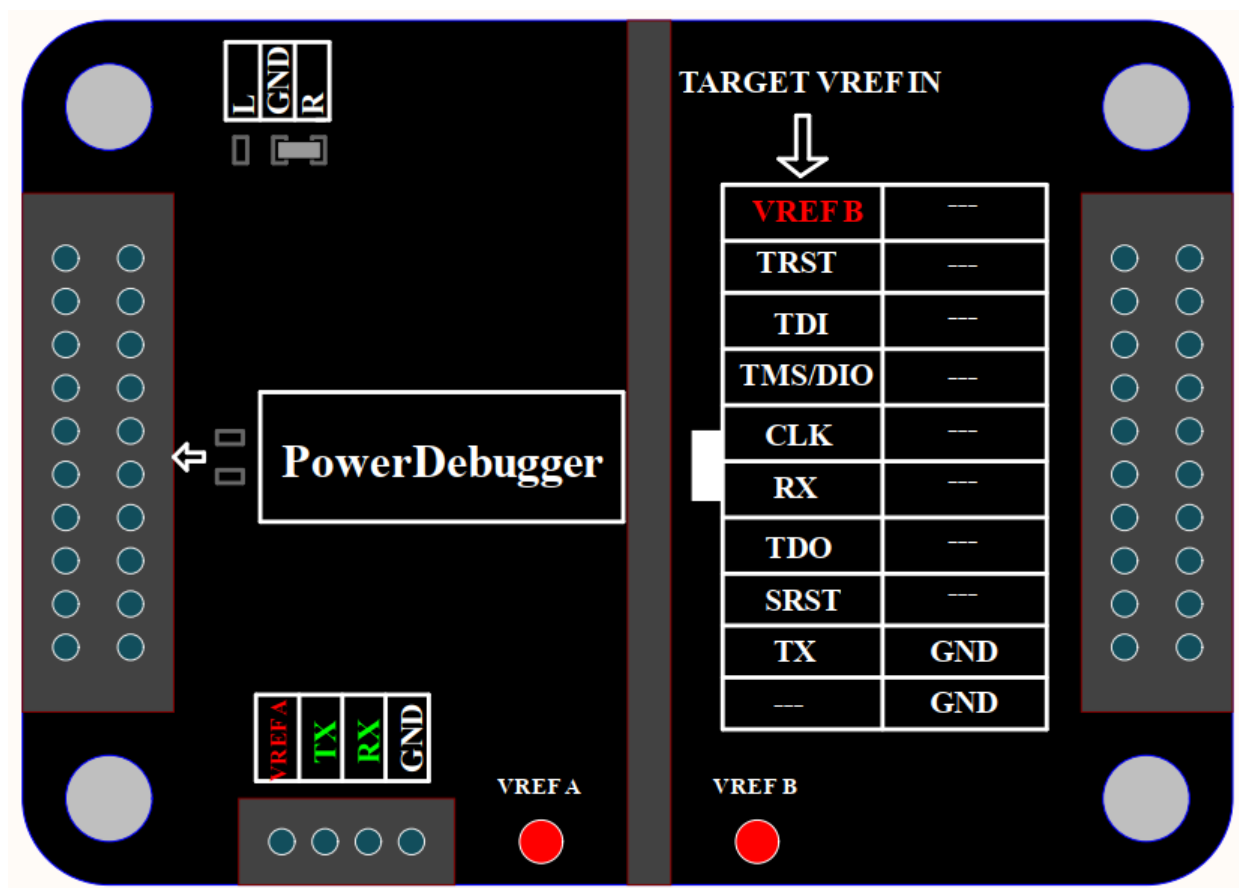 L
GND
R
TARGET VREF IN
VREF B ---
TRST ---
TDI ---
TMS/DIO ---
CLK ---
RX ---
TDO ---
SRST ---
TX GND
--- GND
PowerDebugger
VREF A
TX
RX
GND
VREF A
VREF B